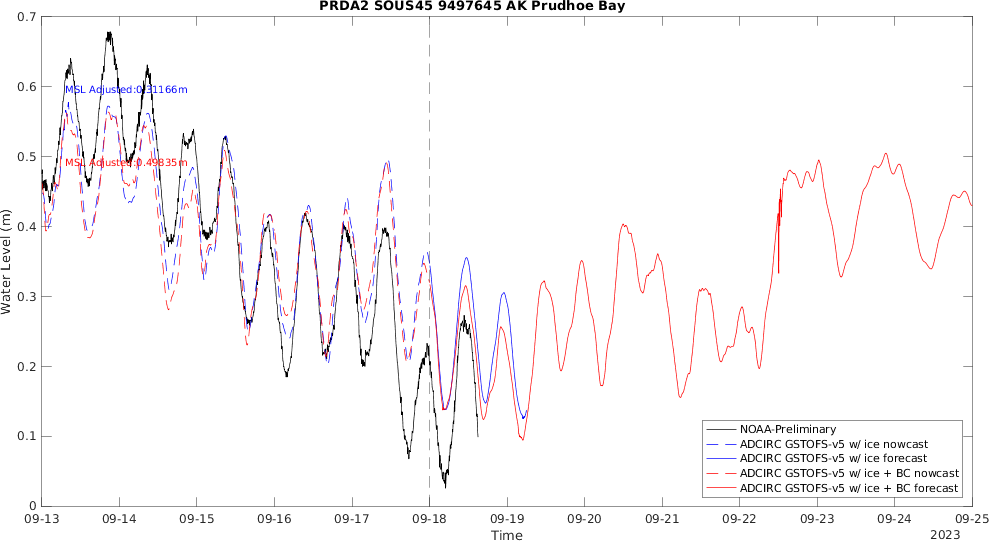 PRDA2 SOUS45 9497645 AK Prudhoe Bay
0.7
0.6
0.5
0.4
0.3
0.2
0.1
0
Water Level (m)
MSL Adjusted:0.31166m
MSL Adjusted:0.49835m
NOAA-Preliminary
ADCIRC GSTOFS-v5 w/ ice nowcast
ADCIRC GSTOFS-v5 w/ ice forecast
ADCIRC GSTOFS-v5 w/ ice + BC nowcast
ADCIRC GSTOFS-v5 w/ ice + BC forecast
09-13 09-14 09-15 09-16 09-17 09-18 09-19 09-20 09-21 09-22 09-23 09-24 09-25
Time
2023